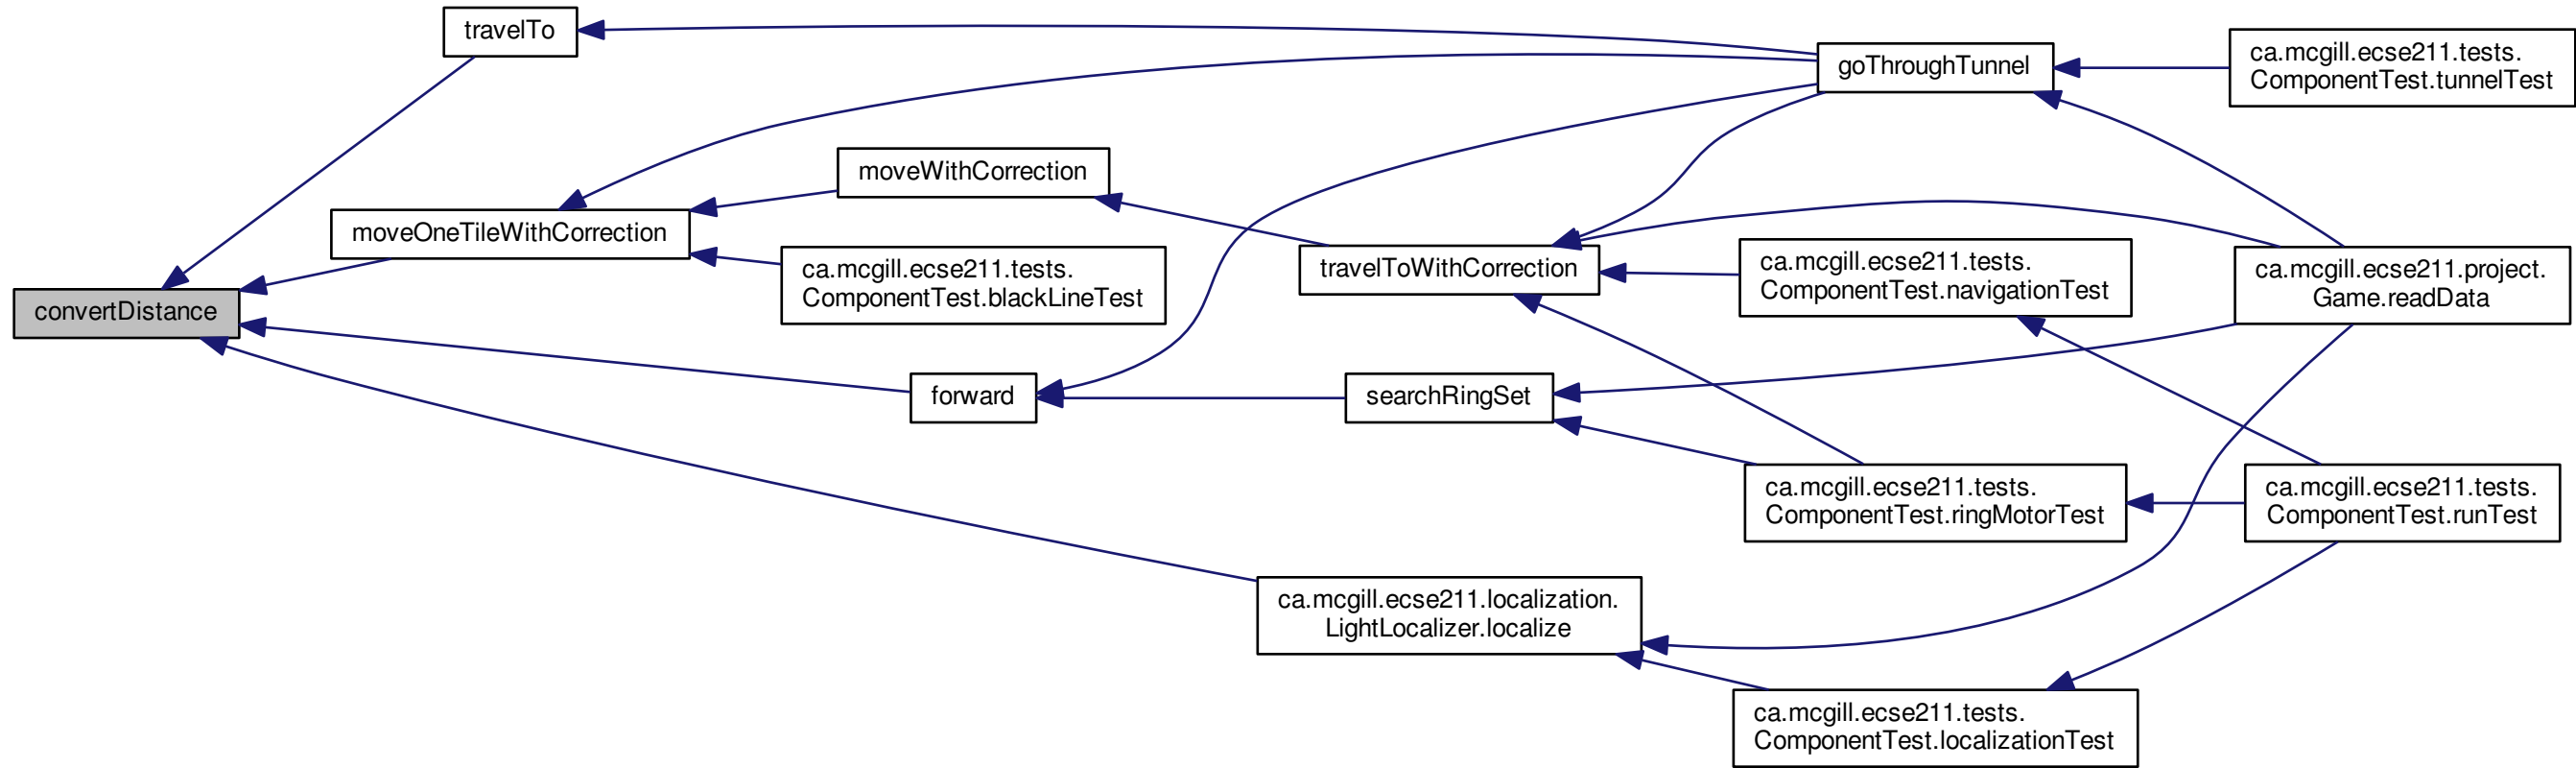 travelTo
goThroughTunnel
ca.mcgill.ecse211.tests.
ComponentTest.tunnelTest
moveWithCorrection
moveOneTileWithCorrection
ca.mcgill.ecse211.tests.
ComponentTest.blackLineTest
travelToWithCorrection
ca.mcgill.ecse211.tests.
ComponentTest.navigationTest
ca.mcgill.ecse211.project.
Game.readData
convertDistance
forward
searchRingSet
ca.mcgill.ecse211.tests.
ComponentTest.ringMotorTest
ca.mcgill.ecse211.tests.
ComponentTest.runTest
ca.mcgill.ecse211.localization.
LightLocalizer.localize
ca.mcgill.ecse211.tests.
ComponentTest.localizationTest